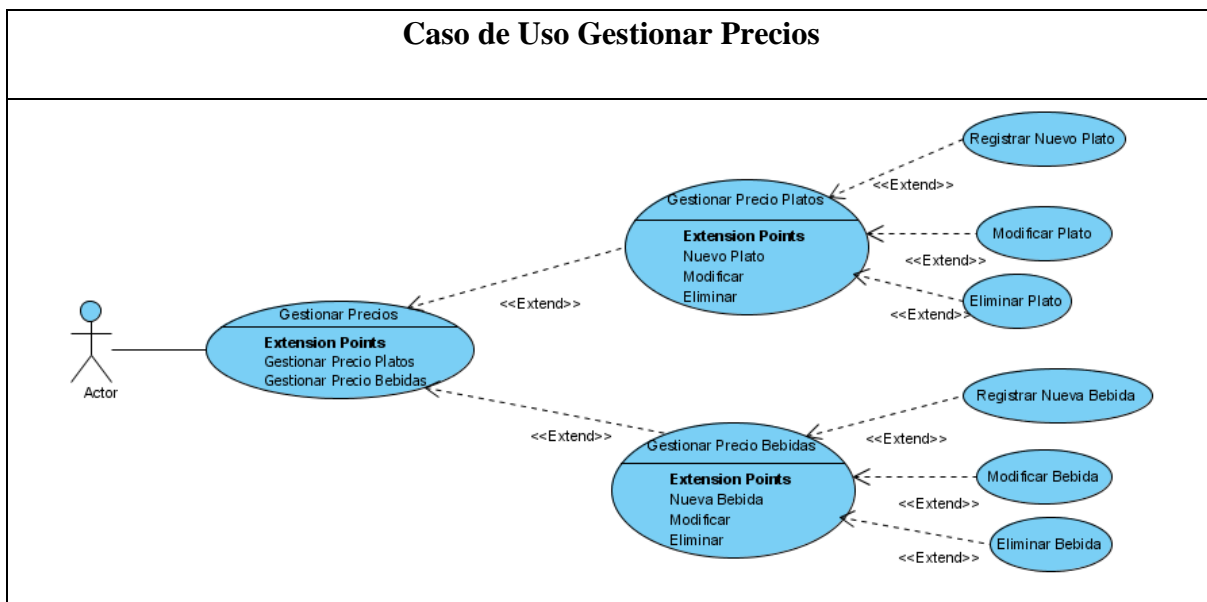 Caso de Uso Gestionar Precios
Registrar Nuevo Plato
<<Extend>>
Gestionar Precio Platos
Extension Points
Nuevo Plato
Modificar
Eliminar
Modificar Plato
<<Extend>>
Eliminar Plato
<<Extend>>
<<Extend>>
Gestionar Precios
Extension Points
Gestionar Precio Platos
Gestionar Precio Bebidas
Actor
<<Extend>>
Registrar Nueva Bebida
<<Extend>>
Gestionar Precio Bebidas
Extension Points
Nueva Bebida
Modificar
Eliminar
Modificar Bebida
<<Extend>>
Eliminar Bebida
<<Extend>>